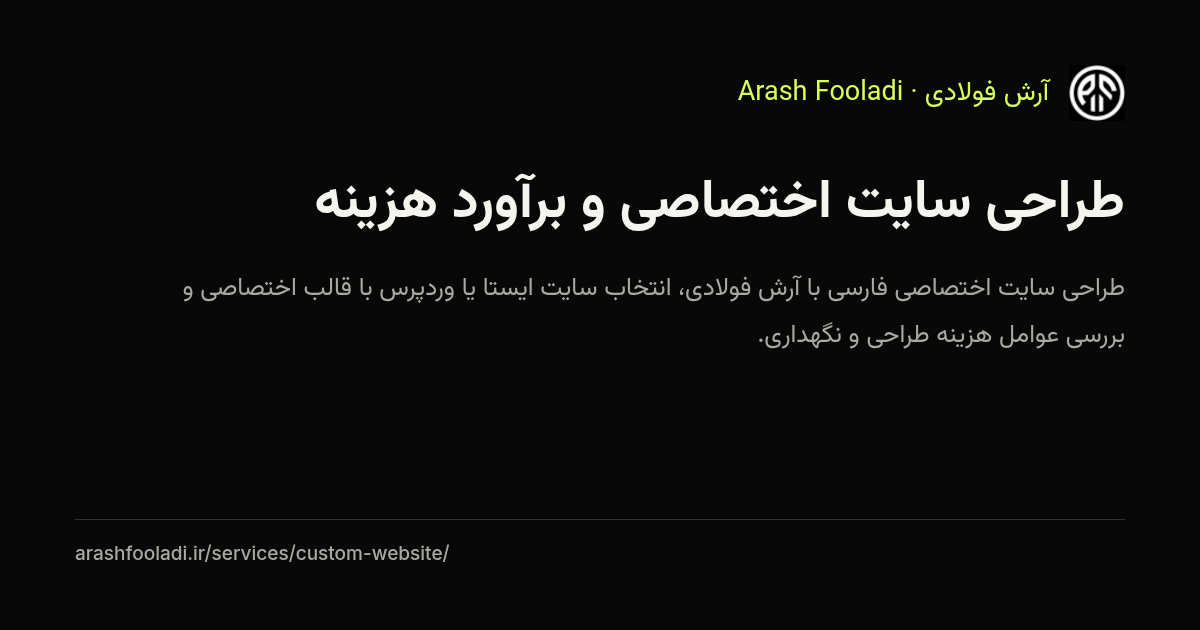 آرش فولادی · Arash Fooladi
طراحی سایت اختصاصی و برآورد هزینه
طراحی سایت اختصاصی فارسی با آرش فولادی، انتخاب سایت ایستا یا وردپرس با قالب اختصاصی و
بررسی عوامل هزینه طراحی و نگهداری.
arashfooladi.ir/services/custom-website/